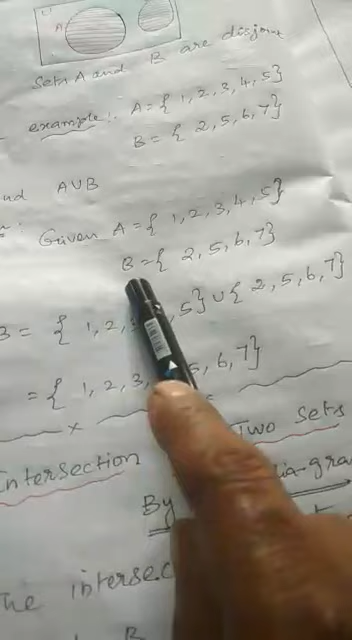 U
A
Sets A and B are disjoint
example:- A={1,2,3,4,5}
B={2,5,6,7}
AUB
Given A={1,2,3,4,5}
B={2,5,6,7}
B={1,2, ,5}U{2,5,6,7}
={1,2,3, 5,6,7}
x
Intersection Two Sets
By
The intersec
B